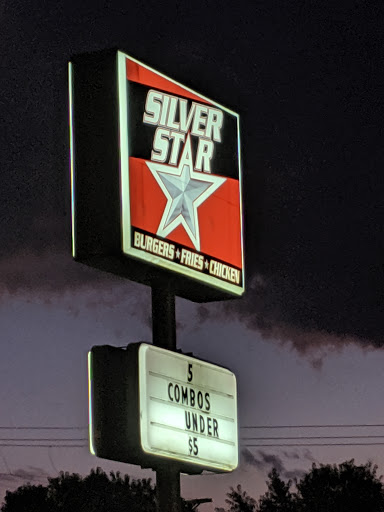 SILVER
STAR
BURGERS★FRIES★CHICKEN
5
COMBOS
UNDER
$5